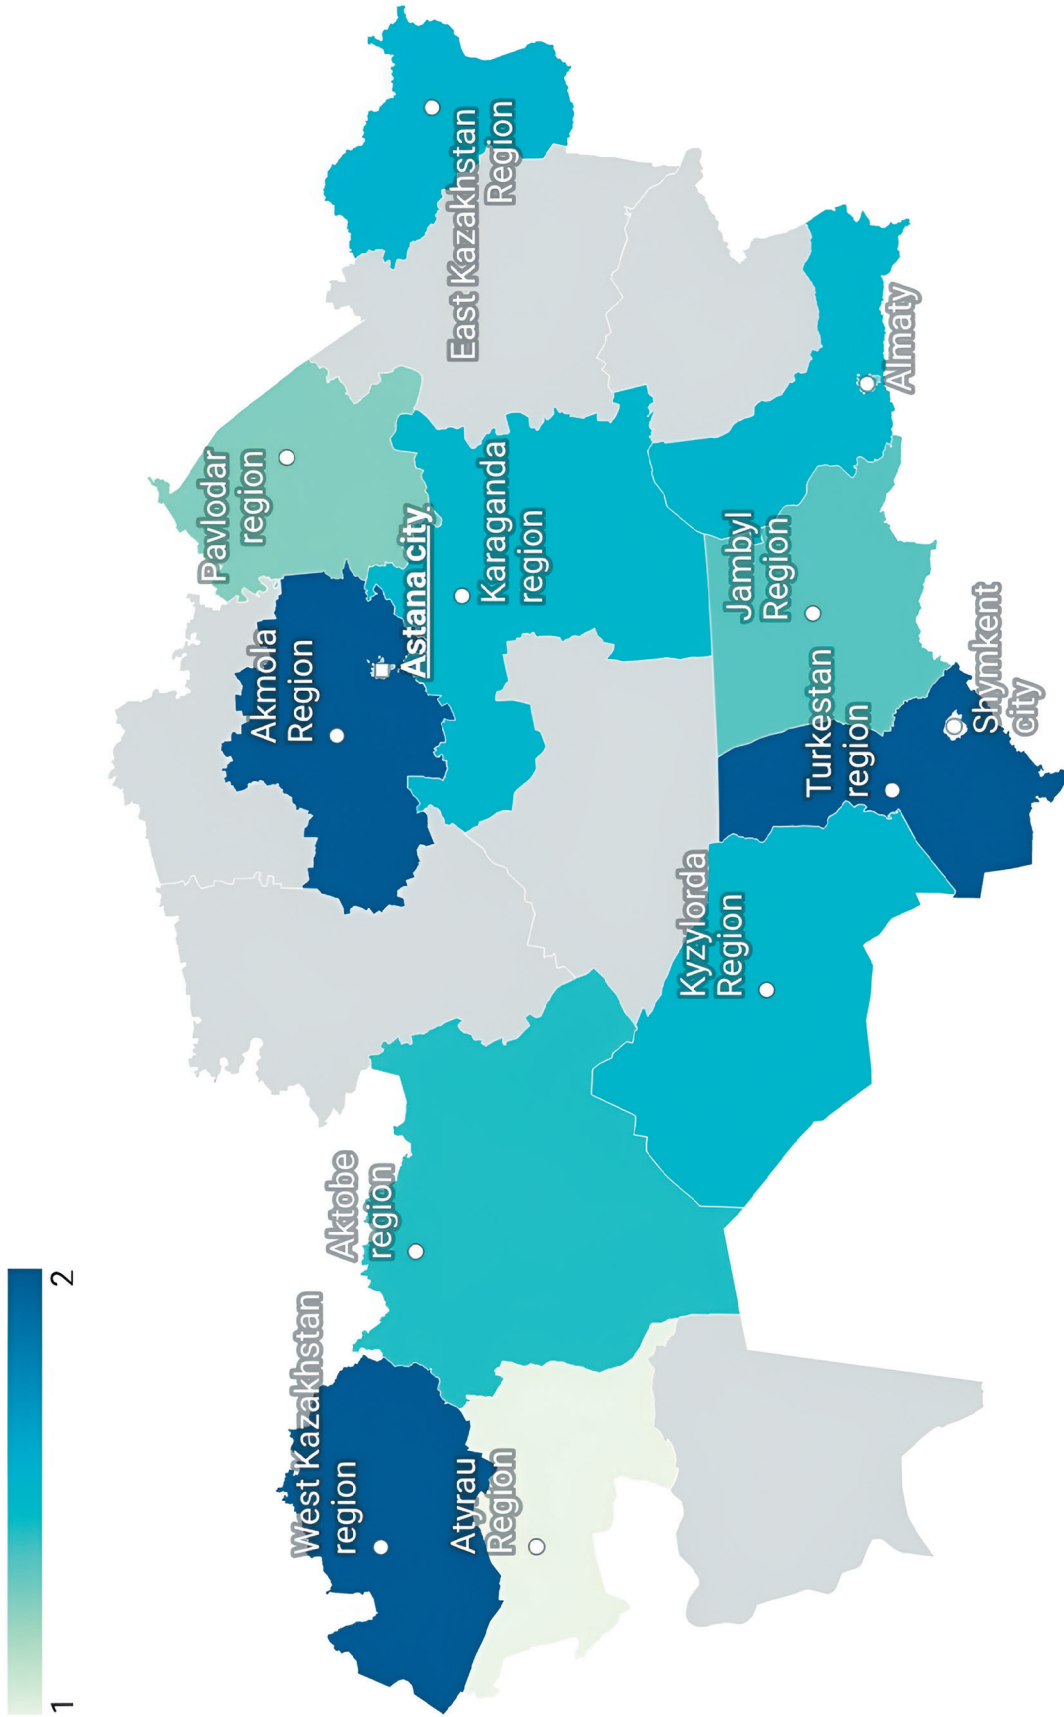 1
2
West Kazakhstan
region
Atyrau
Region
Aktobe
region
Kyzylorda
Region
Akmola
Region
Astana city
Pavlodar
region
Karaganda
region
East Kazakhstan
Region
Turkestan
region
Jambyl
Region
Shymkent
city
Almaty